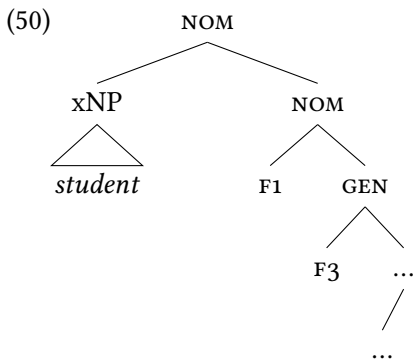 (50) NOM
xNP NOM
student F1 GEN
F3 ...
...